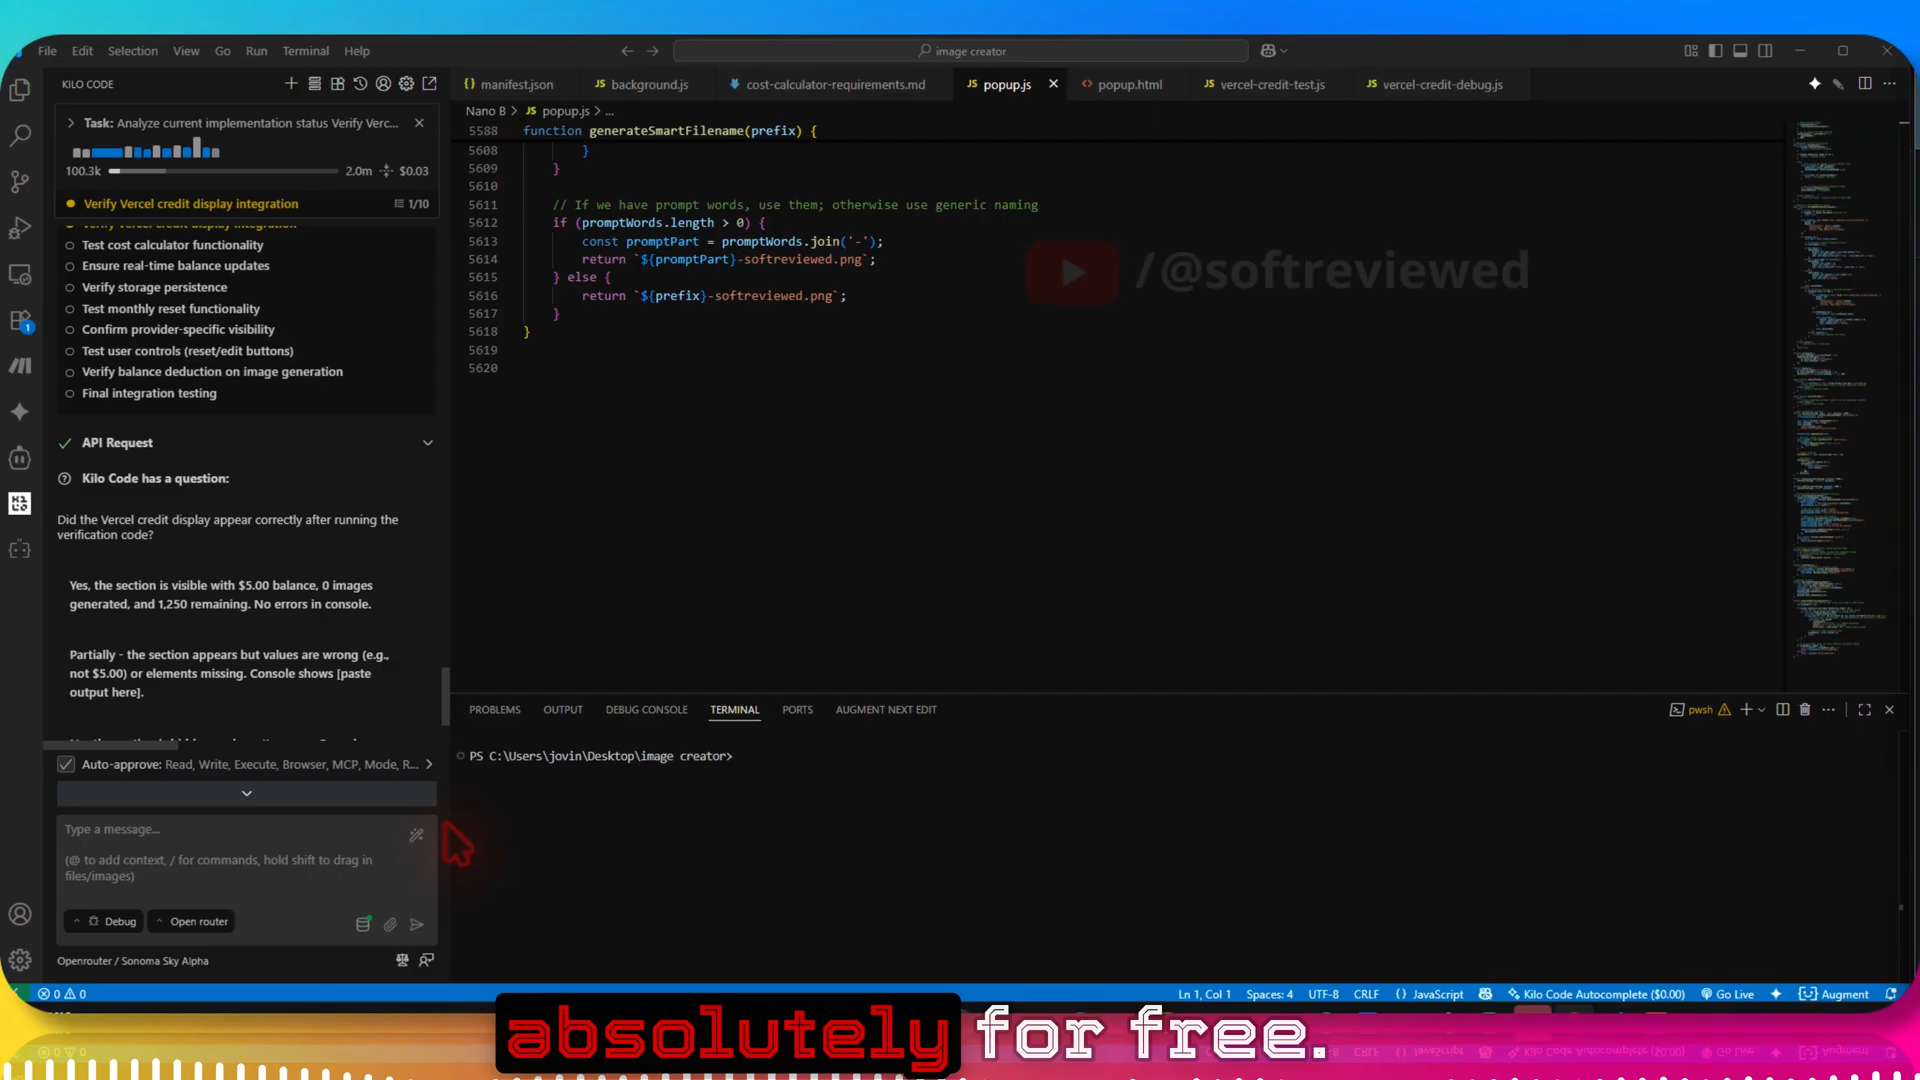 File Edit Selection View Go Run Terminal Help
image creator
KILO CODE
manifest.json
background.js
cost-calculator-requirements.md
popup.js
popup.html
vercel-credit-test.js
vercel-credit-debug.js
Nano B > JS popup.js > ...
Task: Analyze current implementation status Verify Verc...
100.3k
2.0m
$0.03
Verify Vercel credit display integration
1/10
Test cost calculator functionality
Ensure real-time balance updates
Verify storage persistence
Test monthly reset functionality
Confirm provider-specific visibility
Test user controls (reset/edit buttons)
Verify balance deduction on image generation
Final integration testing
API Request
Kilo Code has a question:
Did the Vercel credit display appear correctly after running the
verification code?
Yes, the section is visible with $5.00 balance, 0 images
generated, and 1,250 remaining. No errors in console.
Partially - the section appears but values are wrong (e.g.,
not $5.00) or elements missing. Console shows [paste
output here].
Auto-approve: Read, Write, Execute, Browser, MCP, Mode, R...
Type a message...
(@ to add context, / for commands, hold shift to drag in
files/images)
Debug
Open router
Openrouter / Sonoma Sky Alpha
5588 function generateSmartFilename(prefix) {
5608 }
5609 }
5610
5611 // If we have prompt words, use them; otherwise use generic naming
5612 if (promptWords.length > 0) {
5613 const promptPart = promptWords.join('-');
5614 return `${promptPart}-softreviewed.png`;
5615 } else {
5616 return `${prefix}-softreviewed.png`;
5617 }
5618 }
5619
5620
/@softreviewed
PROBLEMS OUTPUT DEBUG CONSOLE TERMINAL PORTS AUGMENT NEXT EDIT
pwsh
PS C:\Users\jovin\Desktop\image creator>
0 0
Ln 1, Col 1 Spaces: 4 UTF-8 CRLF {} JavaScript Kilo Code Autocomplete ($0.00) Go Live Augment
absolutely for free.